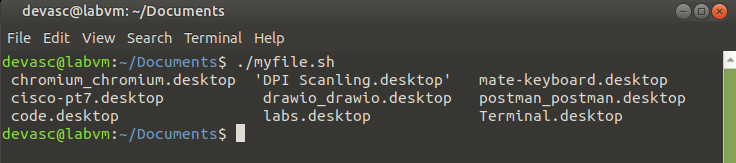 devasc@labvm: ~/Documents
File Edit View Search Terminal Help
devasc@labvm:~/Documents$ ./myfile.sh
chromium_chromium.desktop 'DPI Scanling.desktop' mate-keyboard.desktop
cisco-pt7.desktop drawio_drawio.desktop postman_postman.desktop
code.desktop labs.desktop Terminal.desktop
devasc@labvm:~/Documents$